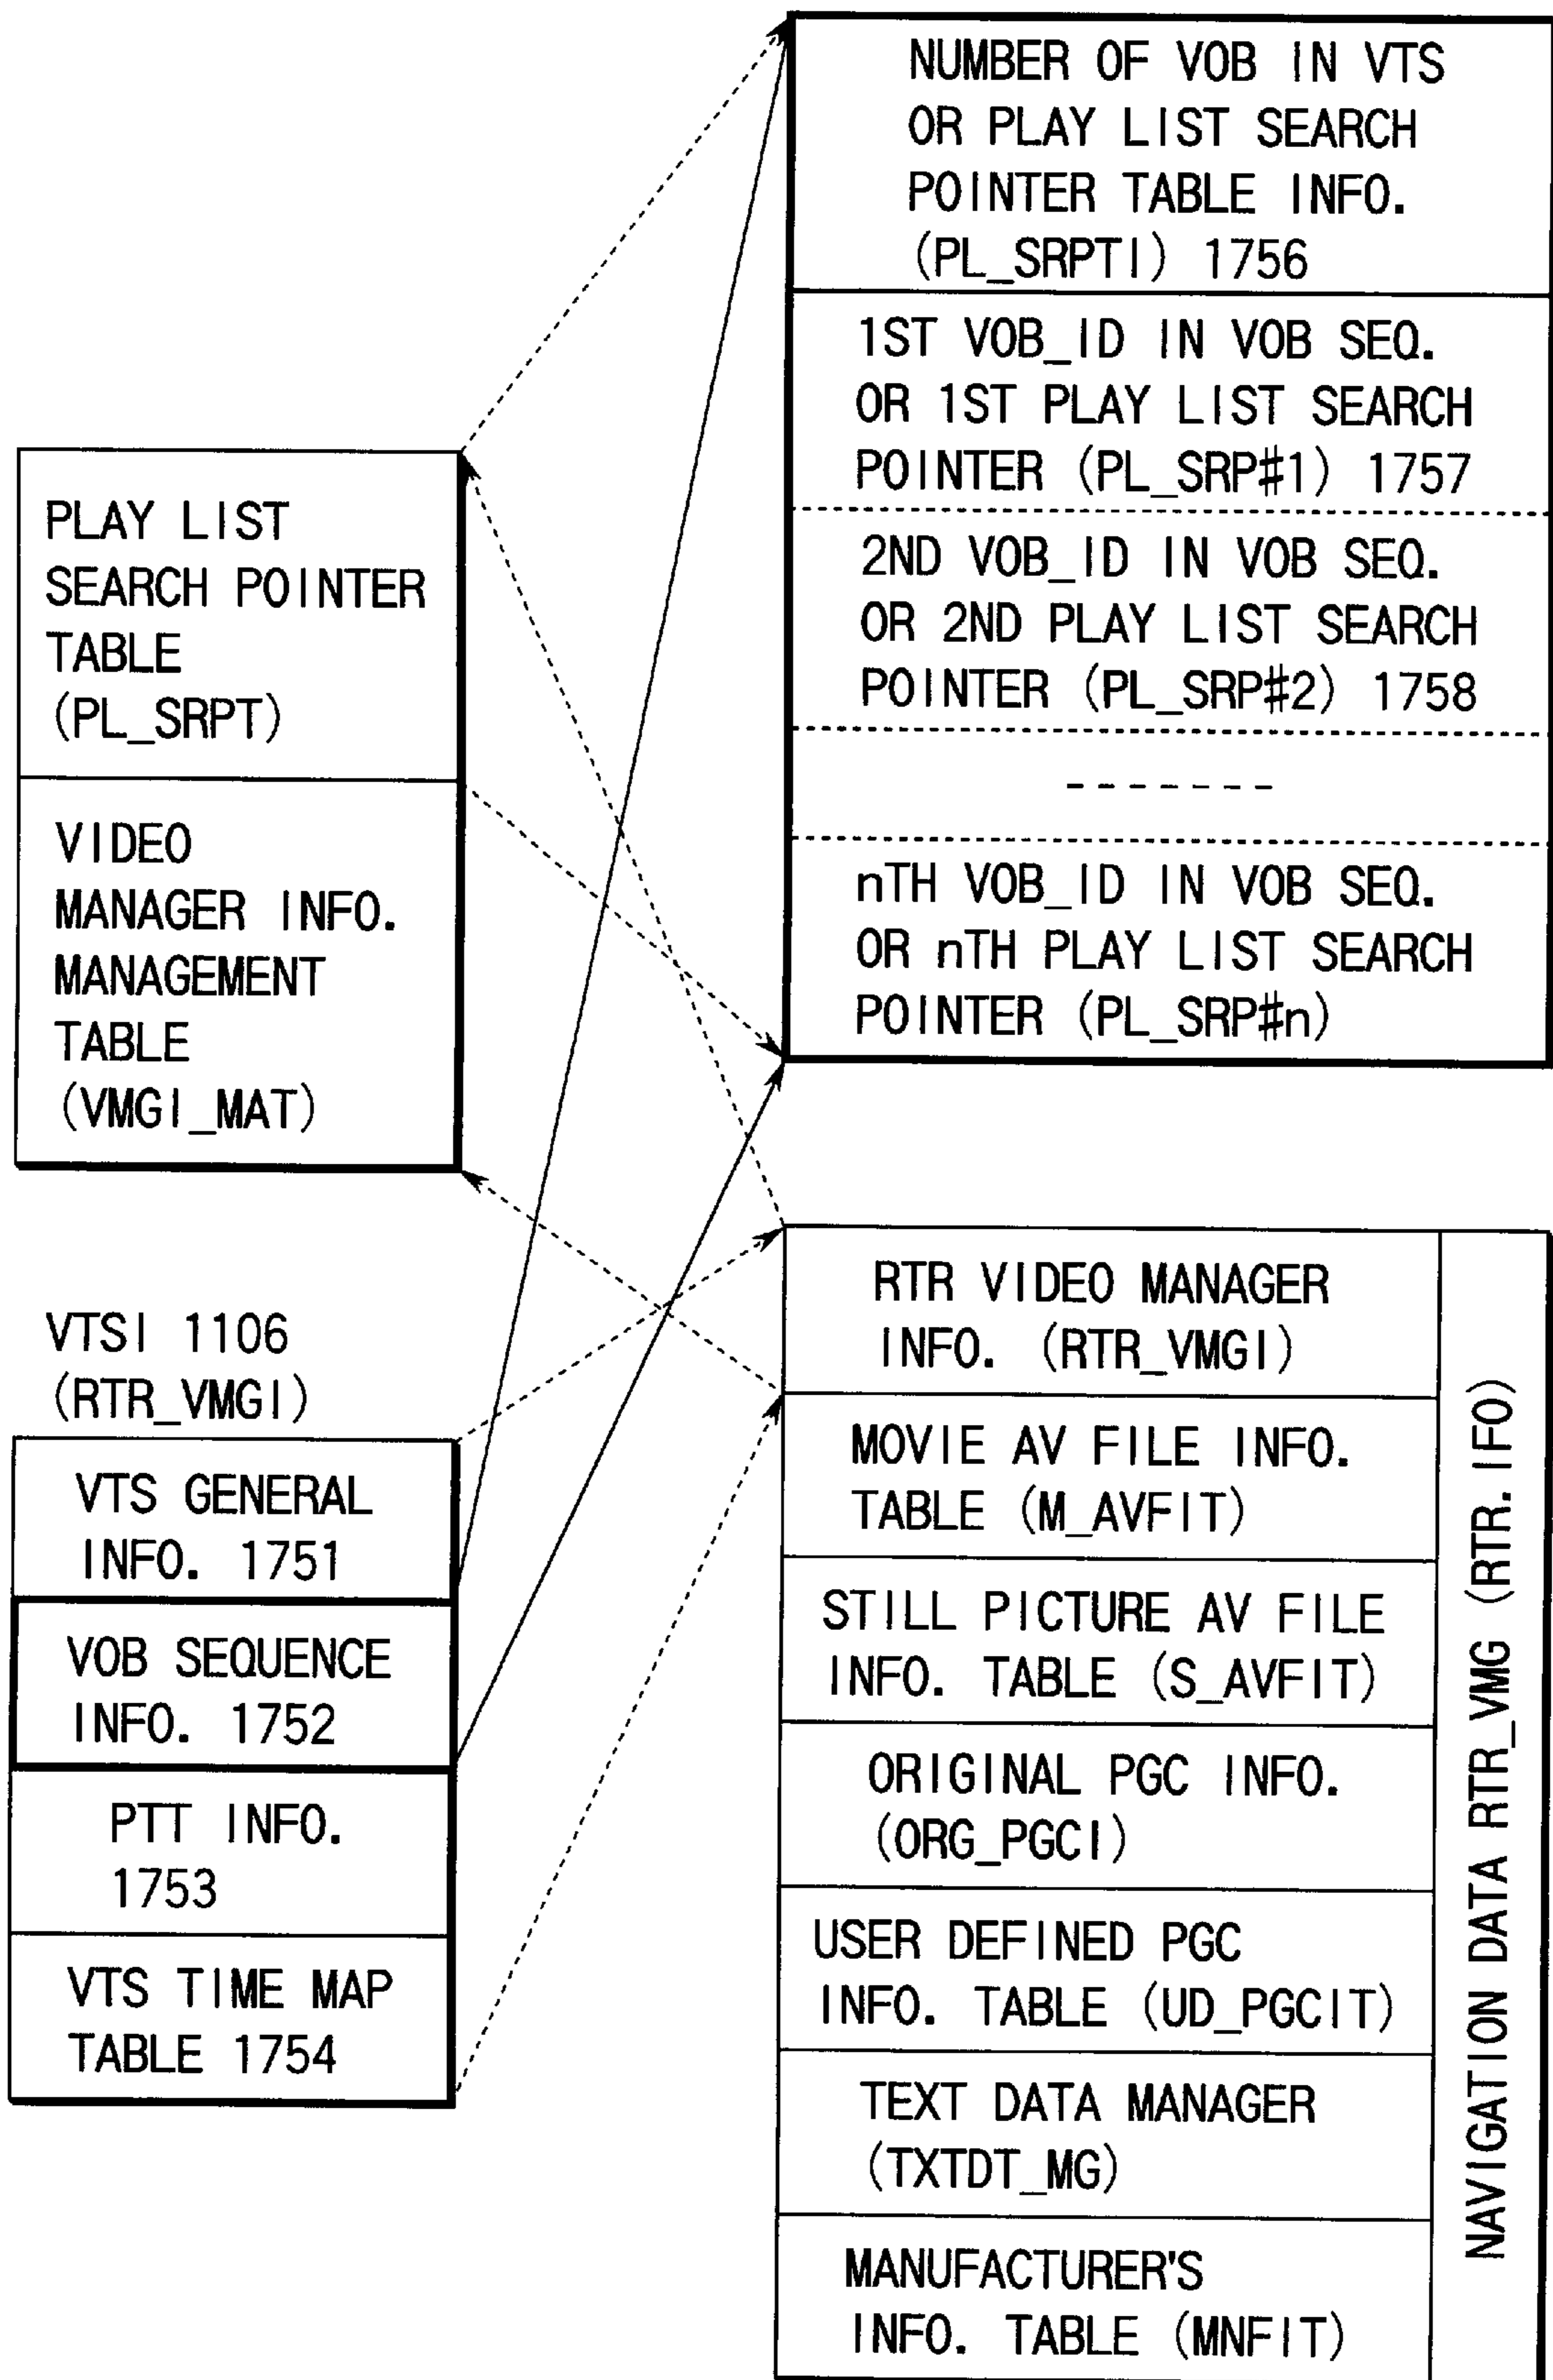 NUMBER OF VOB IN VTS
OR PLAY LIST SEARCH
POINTER TABLE INFO.
(PL_SRPTI) 1756
1ST VOB_ID IN VOB SEQ.
OR 1ST PLAY LIST SEARCH
POINTER (PL_SRP#1) 1757
2ND VOB_ID IN VOB SEQ.
OR 2ND PLAY LIST SEARCH
POINTER (PL_SRP#2) 1758
-------
nTH VOB_ID IN VOB SEQ.
OR nTH PLAY LIST SEARCH
POINTER (PL_SRP#n)
PLAY LIST
SEARCH POINTER
TABLE
(PL_SRPT)
VIDEO
MANAGER INFO.
MANAGEMENT
TABLE
(VMGI_MAT)
VTSI 1106
(RTR_VMGI)
VTS GENERAL
INFO. 1751
VOB SEQUENCE
INFO. 1752
PTT INFO.
1753
VTS TIME MAP
TABLE 1754
RTR VIDEO MANAGER
INFO. (RTR_VMGI)
MOVIE AV FILE INFO.
TABLE (M_AVFIT)
STILL PICTURE AV FILE
INFO. TABLE (S_AVFIT)
ORIGINAL PGC INFO.
(ORG_PGCI)
USER DEFINED PGC
INFO. TABLE (UD_PGCIT)
TEXT DATA MANAGER
(TXTDT_MG)
MANUFACTURER'S
INFO. TABLE (MNFIT)
NAVIGATION DATA RTR_VMG (RTR.IFO)